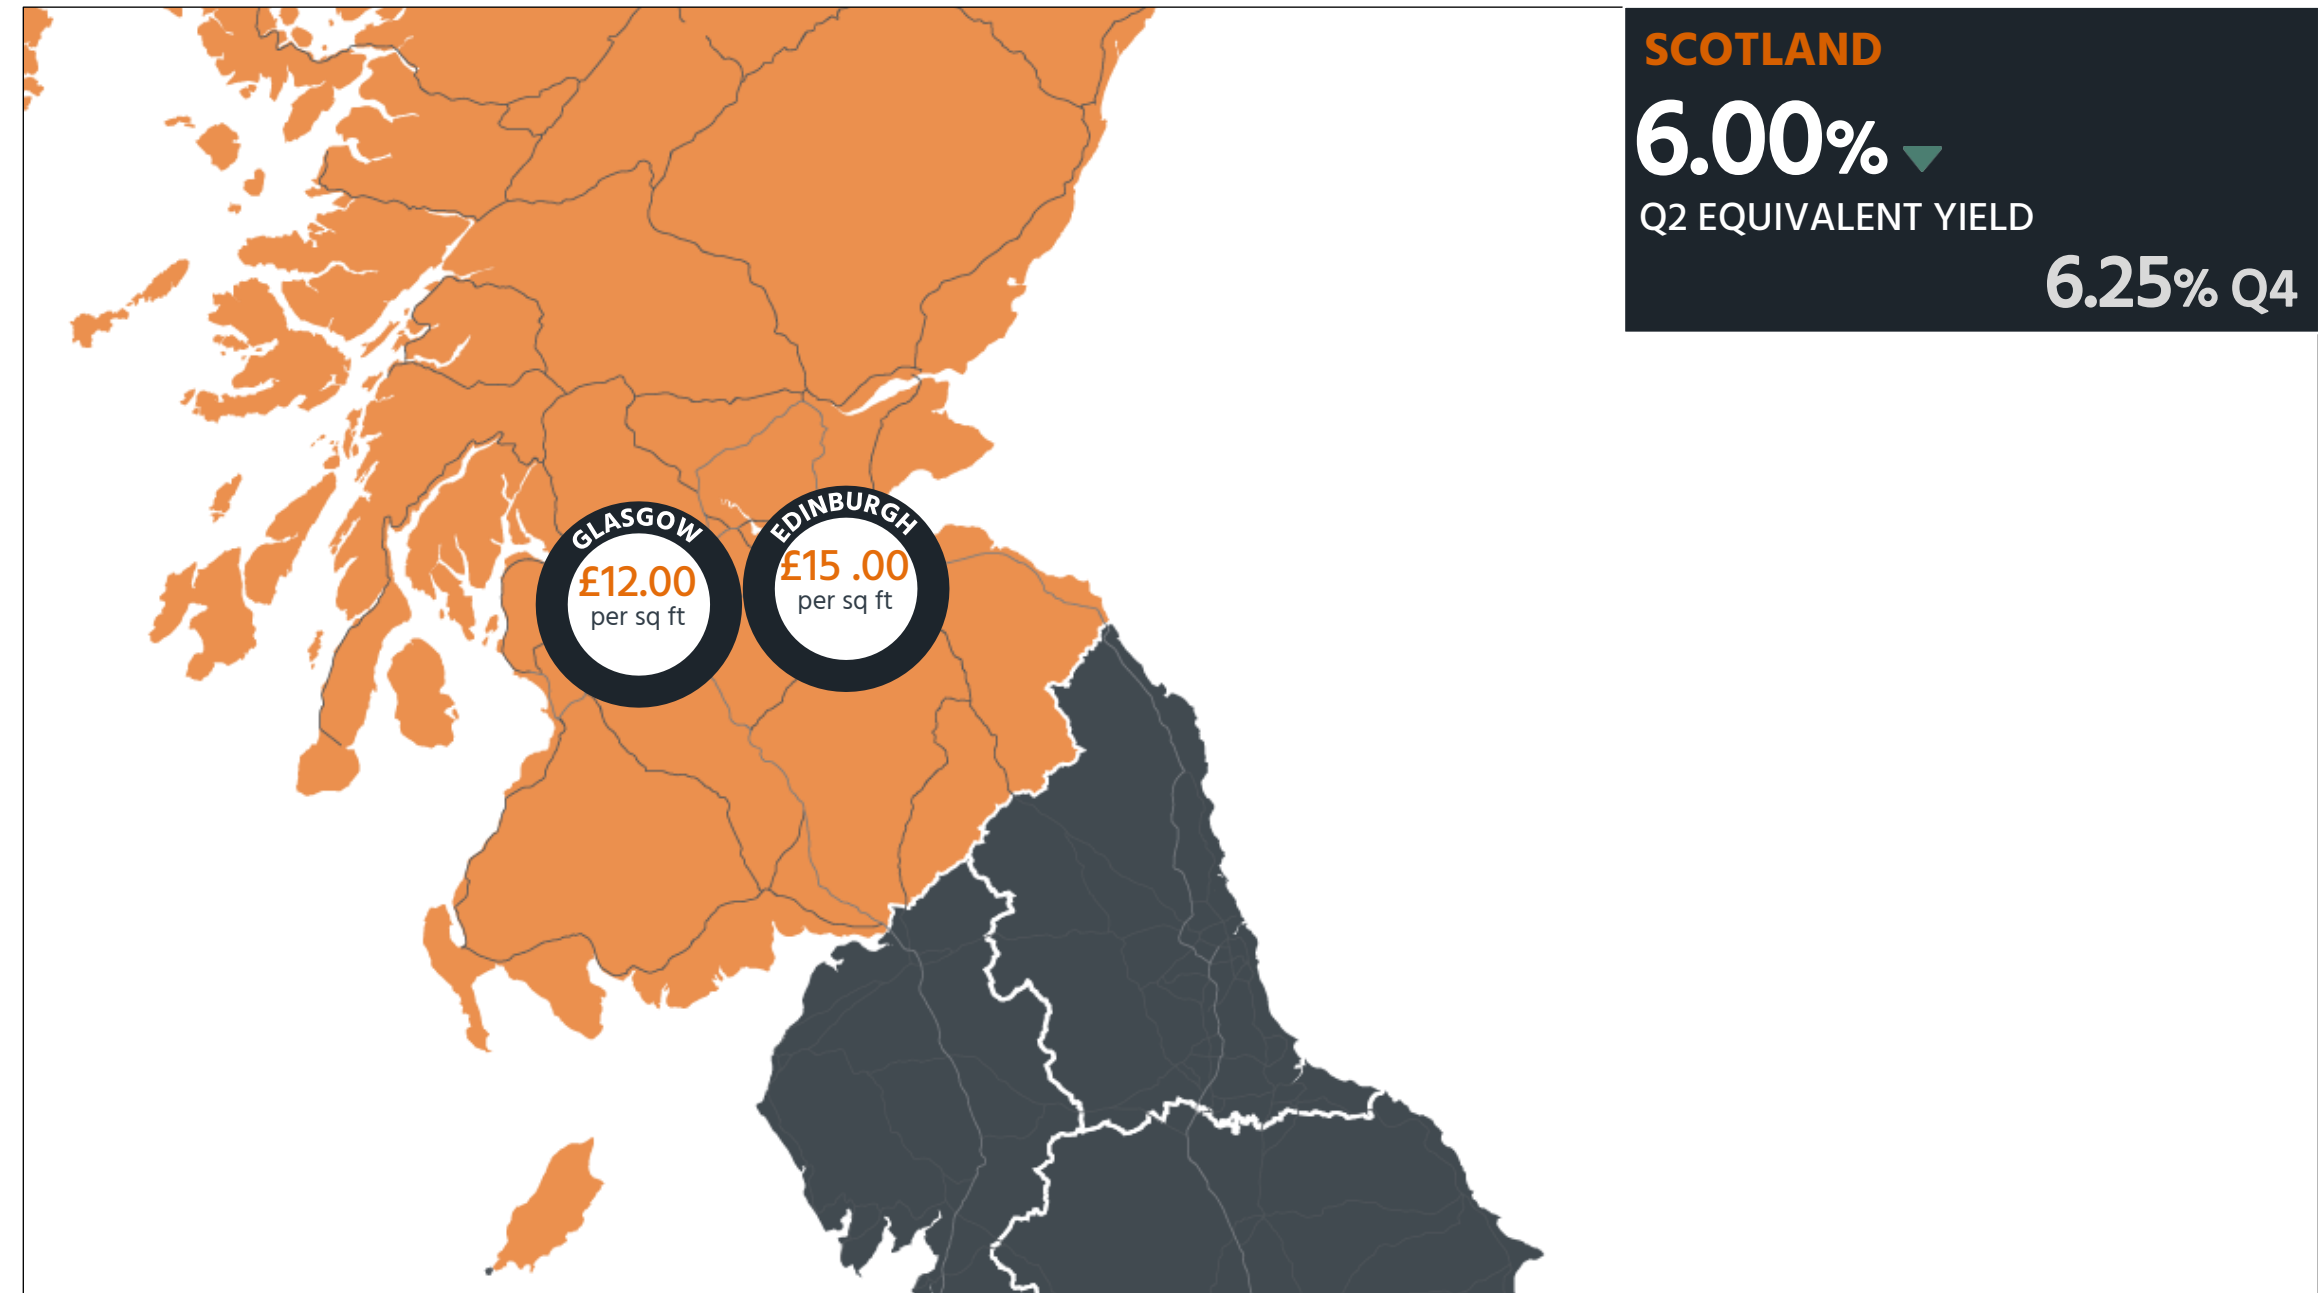 SCOTLAND
6.00%
Q2 EQUIVALENT YIELD
6.25% Q4
GLASGOW
£12.00
per sq ft
EDINBURGH
£15 .00
per sq ft